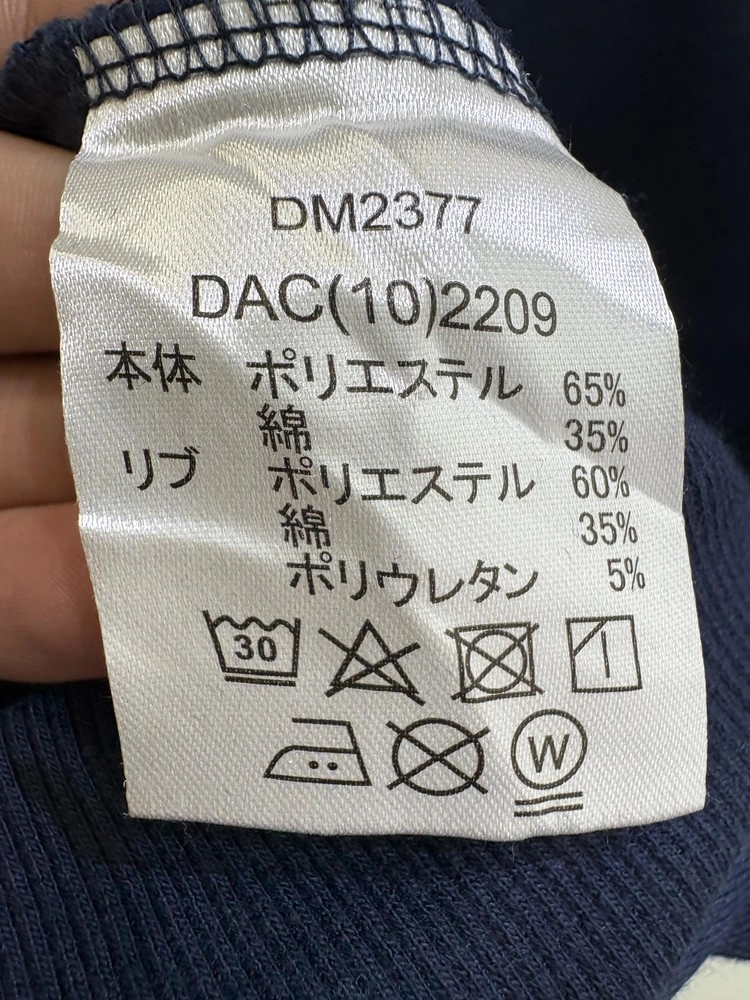 DM2377
DAC(10)2209
本体 ポリエステル 65%
綿 35%
リブ ポリエステル 60%
綿 35%
ポリウレタン 5%
30
W